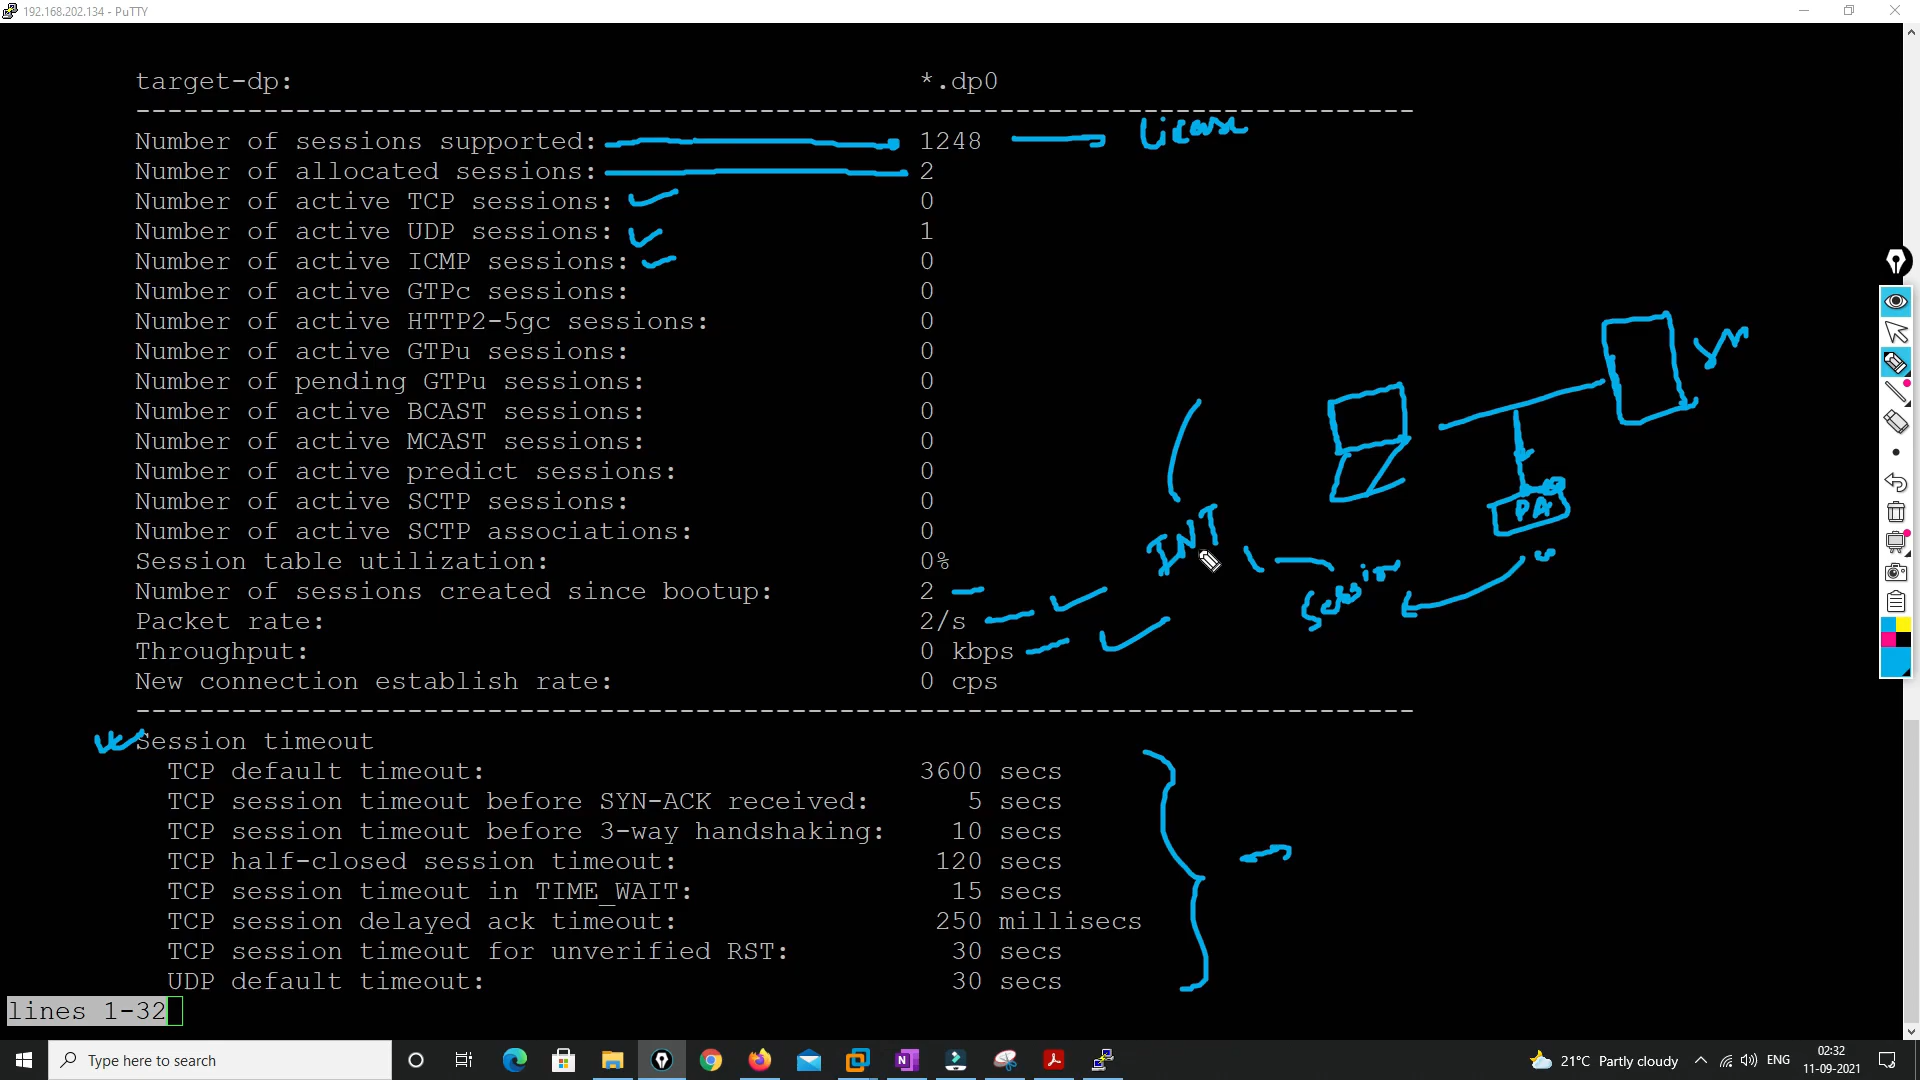 192.168.202.134 - PuTTY
target-dp: *.dp0
--------------------------------------------------------------------------------
Number of sessions supported: 1248 License
Number of allocated sessions: 2
Number of active TCP sessions: 0
Number of active UDP sessions: 1
Number of active ICMP sessions: 0
Number of active GTPc sessions: 0
Number of active HTTP2-5gc sessions: 0
Number of active GTPu sessions: 0
Number of pending GTPu sessions: 0
Number of active BCAST sessions: 0
Number of active MCAST sessions: 0
Number of active predict sessions: 0
Number of active SCTP sessions: 0
PA
Number of active SCTP associations: 0
INT
Session table utilization: 0%
Session
Number of sessions created since bootup: 2
Packet rate: 2/s
Throughput: 0 kbps
New connection establish rate: 0 cps
--------------------------------------------------------------------------------
Session timeout
TCP default timeout: 3600 secs
TCP session timeout before SYN-ACK received: 5 secs
TCP session timeout before 3-way handshaking: 10 secs
TCP half-closed session timeout: 120 secs
TCP session timeout in TIME_WAIT: 15 secs
TCP session delayed ack timeout: 250 millisecs
TCP session timeout for unverified RST: 30 secs
UDP default timeout: 30 secs
lines 1-32
Type here to search
21°C Partly cloudy
ENG
02:32
11-09-2021